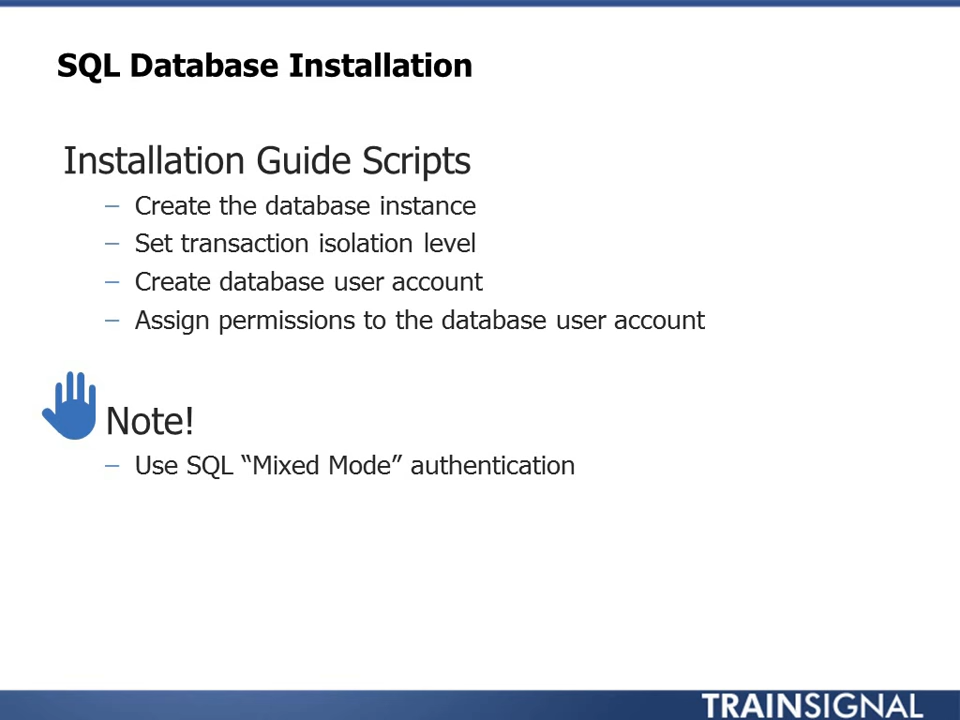 SQL Database Installation
Installation Guide Scripts
– Create the database instance
– Set transaction isolation level
– Create database user account
– Assign permissions to the database user account
Note!
– Use SQL “Mixed Mode” authentication
TRAINSIGNAL